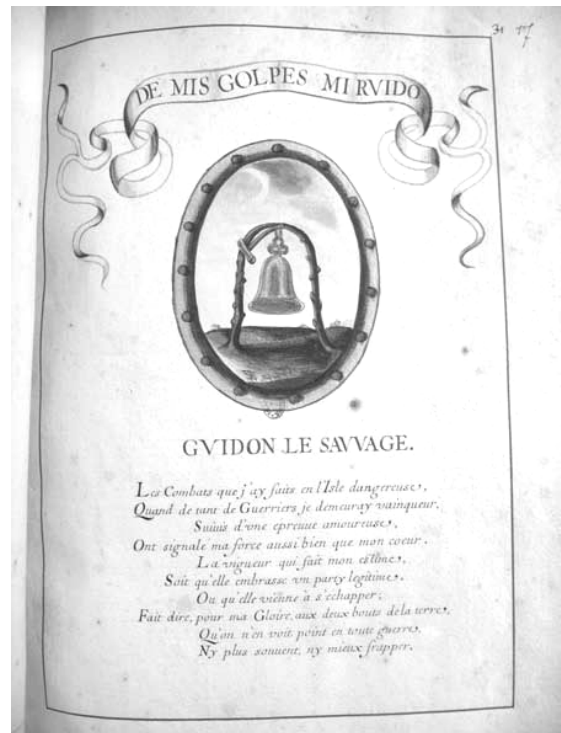 31
DE MIS GOLPES MI RVIDO
GVIDON LE SAVVAGE.
Les Combats que j'ay faits en l'Isle dangereuse,
Quand de tant de Guerriers je demeuray vainqueur,
Suiuis d'vne epreuue amoureuse,
Ont signale ma force aussi bien que mon coeur.
La vigueur qui fait mon estime,
Soit qu'elle embrasse vn party legitime,
Ou qu'elle vienne à s'echapper,
Fait dire, pour ma Gloire, aux deux bouts de la terre,
Qu'on n'en voit point en toute guerre,
Ny plus souuent, ny mieux frapper.